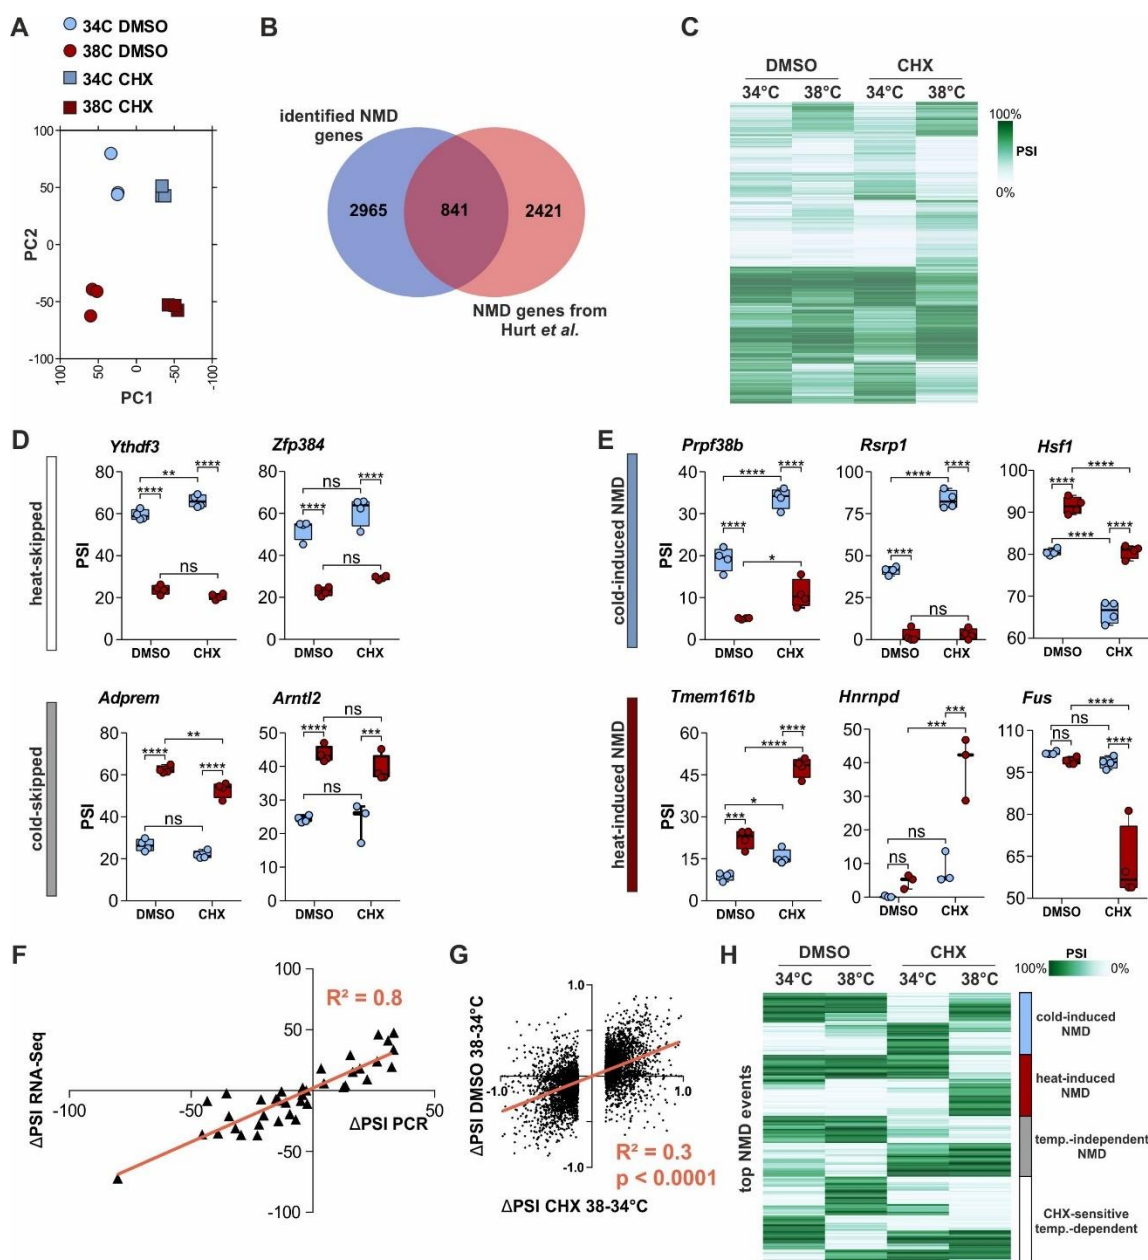 A
34C DMSO
38C DMSO
34C CHX
38C CHX
100
50
0
-50
-100
PC2
100
50
0
-50
-100
PC1
B
identified NMD
genes
2965
841
2421
NMD genes from
Hurt et al.
C
DMSO
CHX
34°C
38°C
34°C
38°C
100%
PSI
0%
D
heat-skipped
Ythdf3
80
60
40
20
0
PSI
**
****
****
ns
DMSO
CHX
Zfp384
80
60
40
20
0
ns
****
****
ns
DMSO
CHX
cold-skipped
Adprem
80
60
40
20
0
PSI
**
****
****
ns
DMSO
CHX
Arntl2
60
40
20
0
ns
****
***
ns
DMSO
CHX
E
cold-induced NMD
Prpf38b
40
30
20
10
0
PSI
****
****
****
*
DMSO
CHX
Rsrp1
100
75
50
25
0
****
****
****
ns
DMSO
CHX
Hsf1
100
90
80
70
60
****
****
****
****
DMSO
CHX
heat-induced NMD
Tmem161b
60
45
30
15
0
PSI
****
****
*
***
DMSO
CHX
Hnrnpd
50
40
30
20
10
0
***
***
ns
ns
DMSO
CHX
Fus
110
95
80
65
50
****
ns
ns
****
DMSO
CHX
F
100
50
-50
-100
-100
-50
50
R² = 0.8
ΔPSI RNA-Seq
ΔPSI PCR
G
1.0
-1.0
1.0
-1.0
ΔPSI DMSO 38-34°C
R² = 0.3
p < 0.0001
ΔPSI CHX 38-34°C
H
DMSO
CHX
34°C
38°C
34°C
38°C
PSI
100%
0%
top NMD events
cold-induced
NMD
heat-induced
NMD
temp.-independent
NMD
CHX-sensitive
temp.-dependent